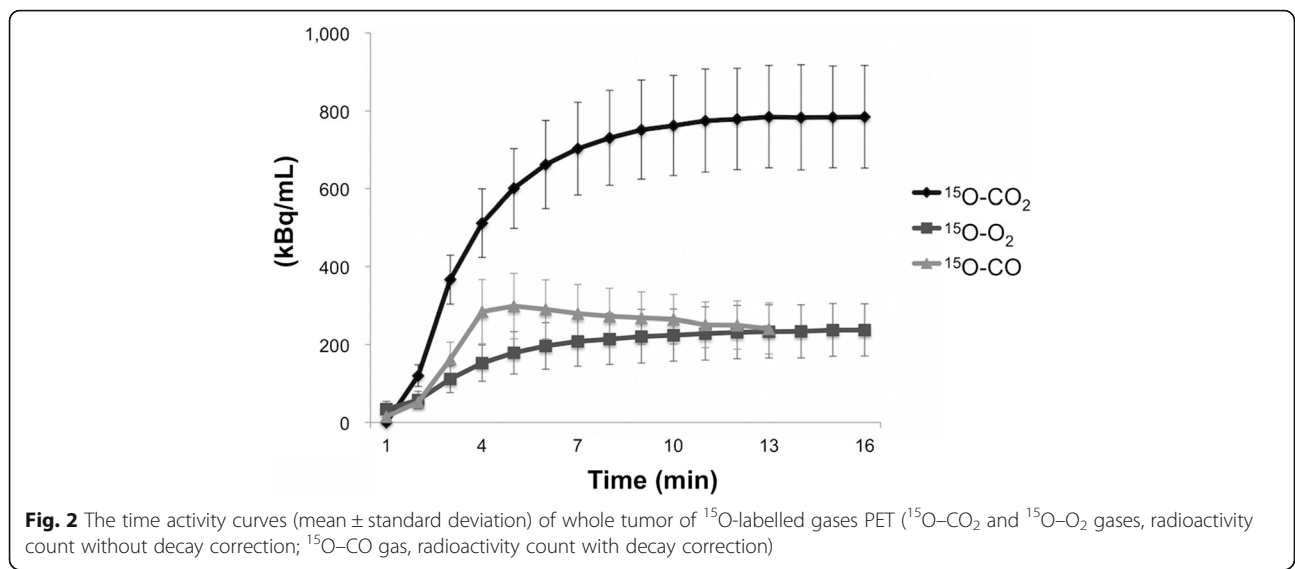 1,000
800
600
400
200
0
(kBq/mL)
1 4 7 10 13 16
Time (min)
¹⁵O-CO₂
¹⁵O-O₂
¹⁵O-CO
Fig. 2 The time activity curves (mean ± standard deviation) of whole tumor of ¹⁵O-labelled gases PET (¹⁵O–CO₂ and ¹⁵O–O₂ gases, radioactivity
count without decay correction; ¹⁵O–CO gas, radioactivity count with decay correction)